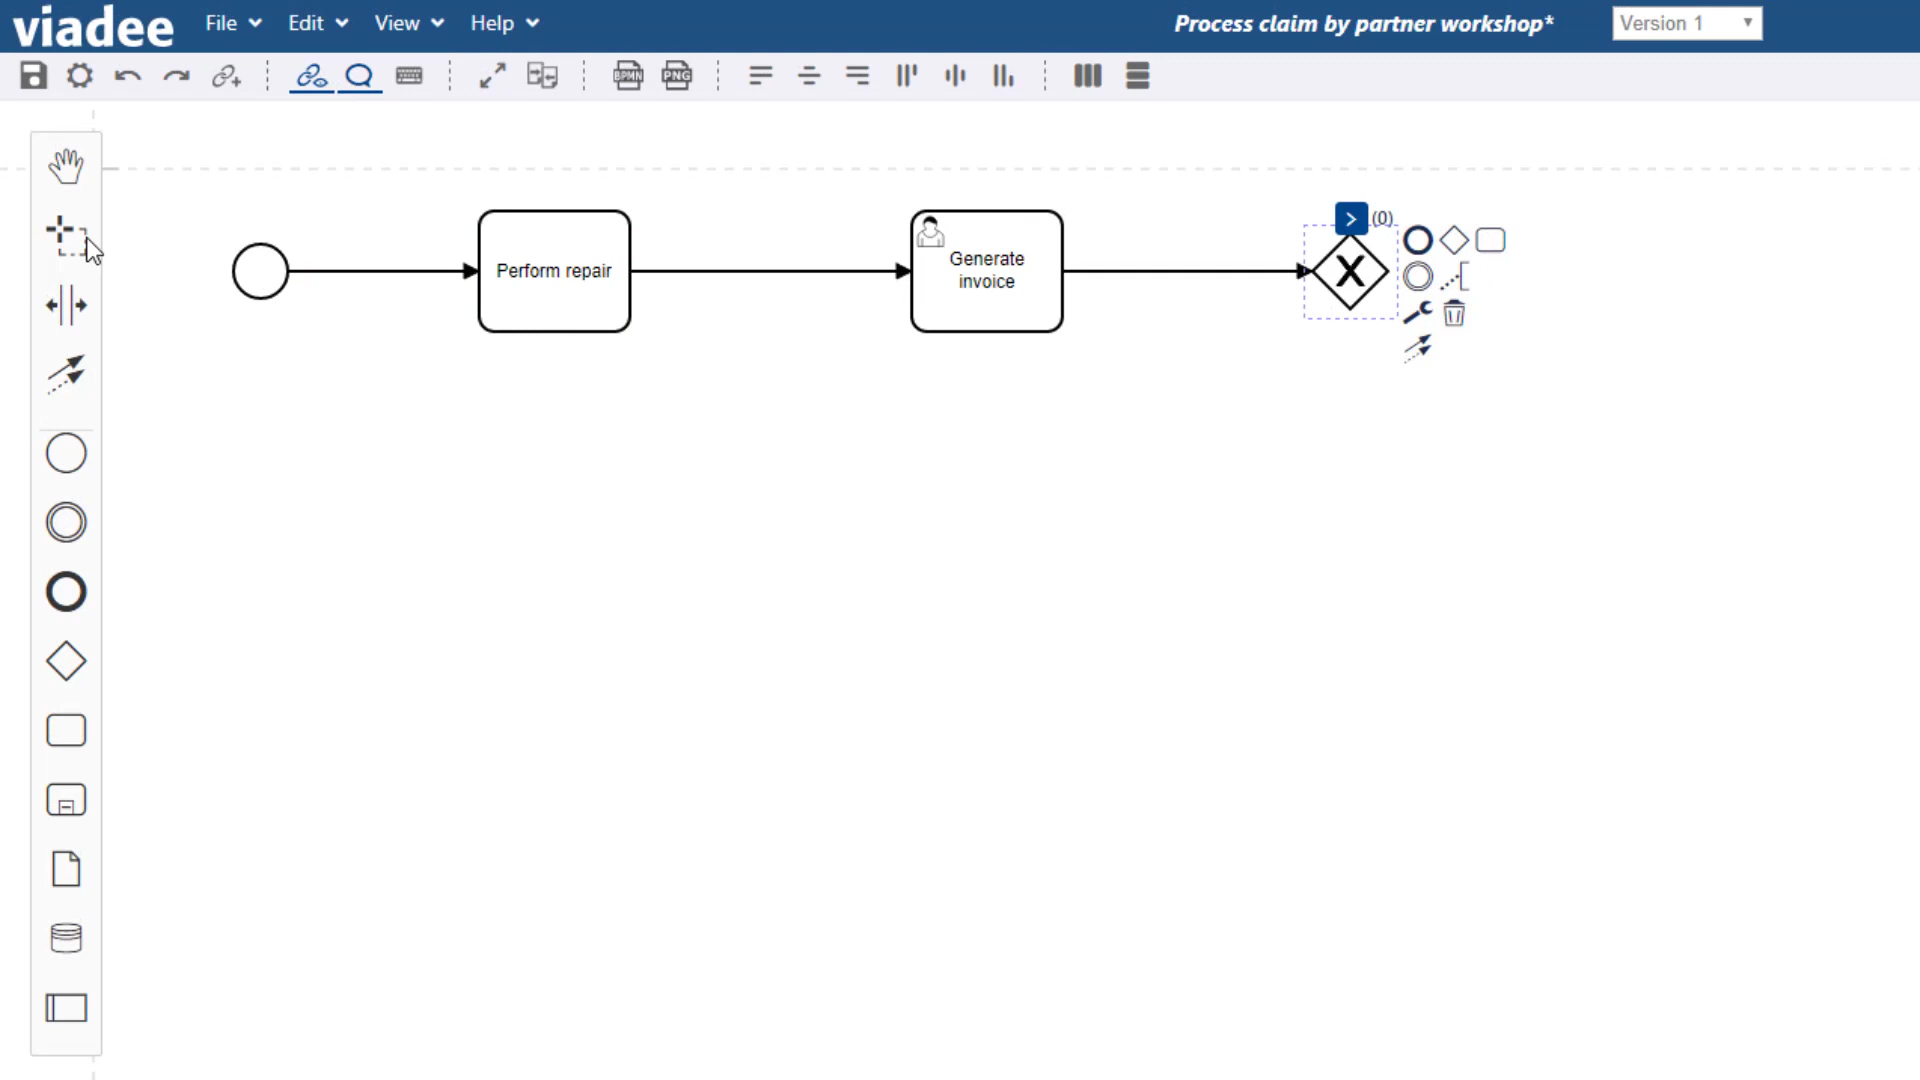 viadee
File Edit View Help
Process claim by partner workshop*
Version 1
BPMN PNG
(0)
Perform repair
Generate
invoice
X